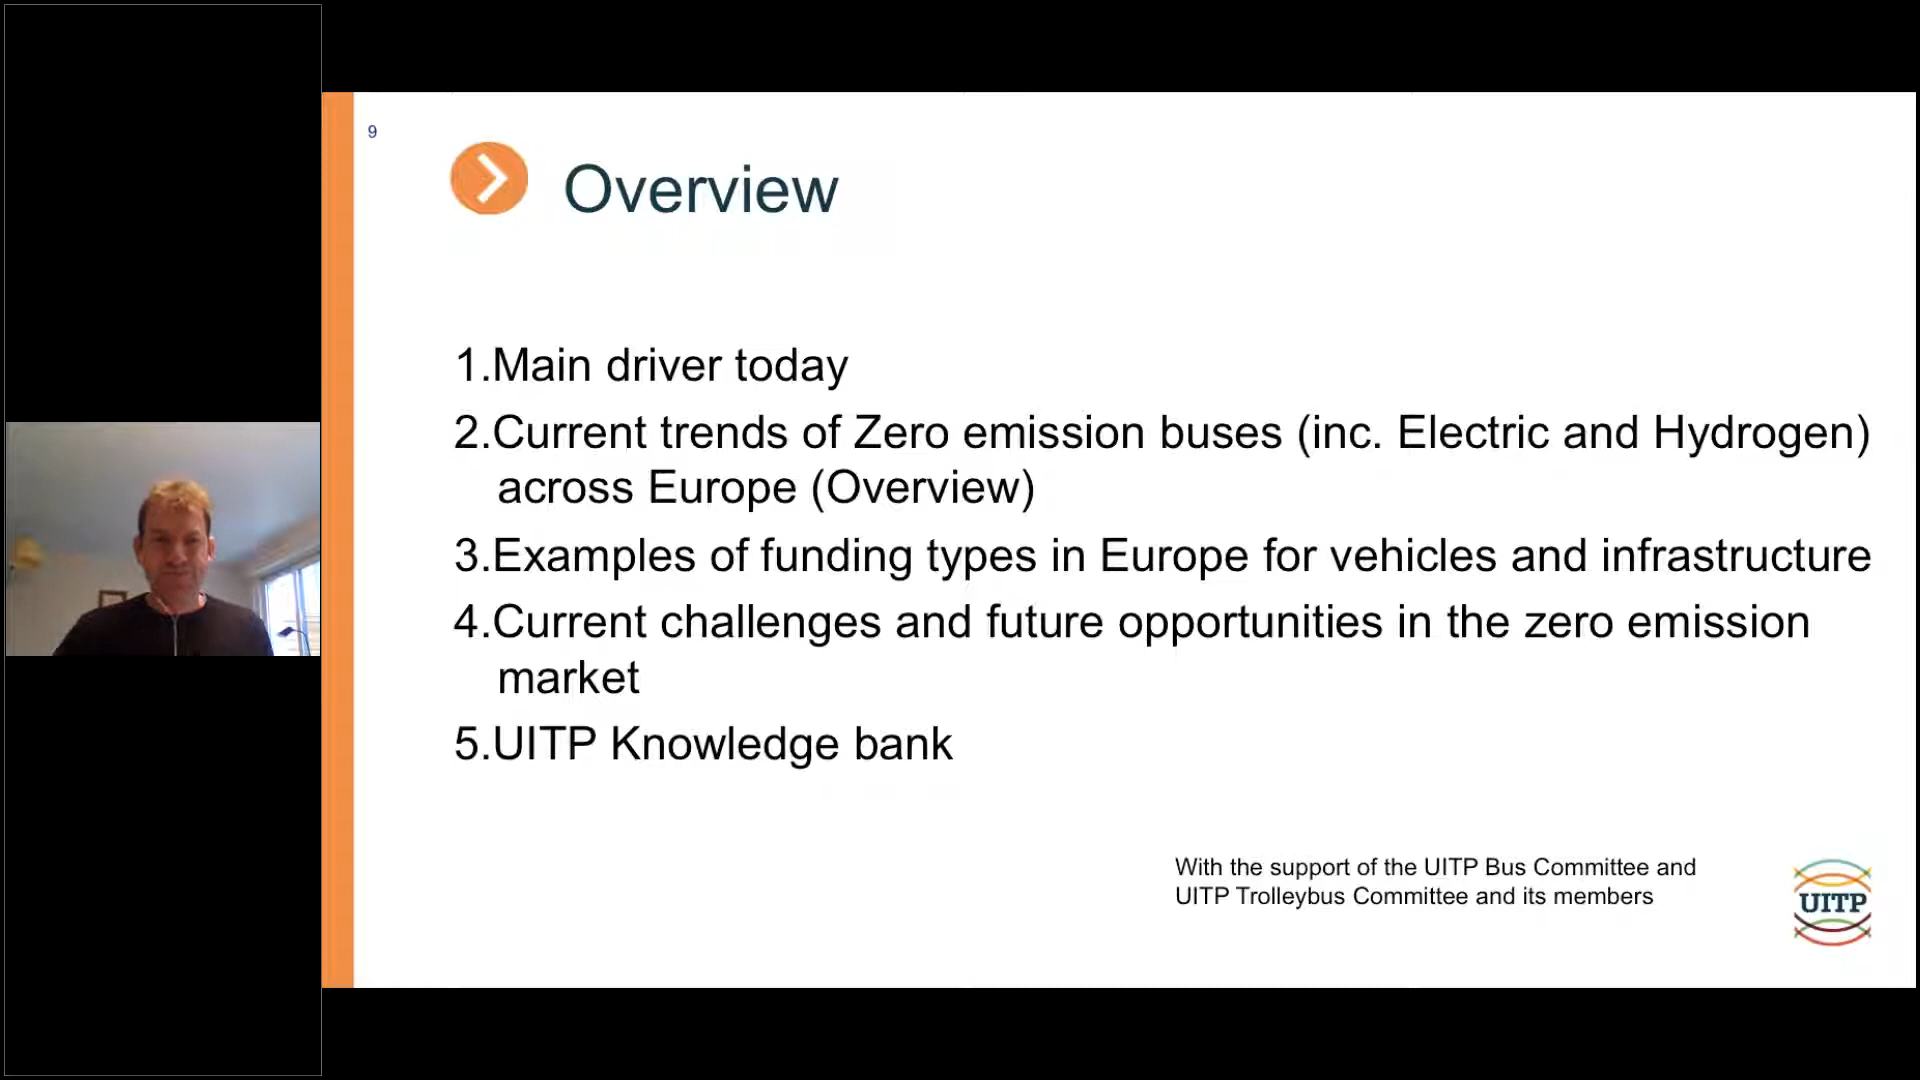 9
Overview
1.Main driver today
2.Current trends of Zero emission buses (inc. Electric and Hydrogen)
across Europe (Overview)
3.Examples of funding types in Europe for vehicles and infrastructure
4.Current challenges and future opportunities in the zero emission
market
5.UITP Knowledge bank
With the support of the UITP Bus Committee and
UITP Trolleybus Committee and its members
UITP